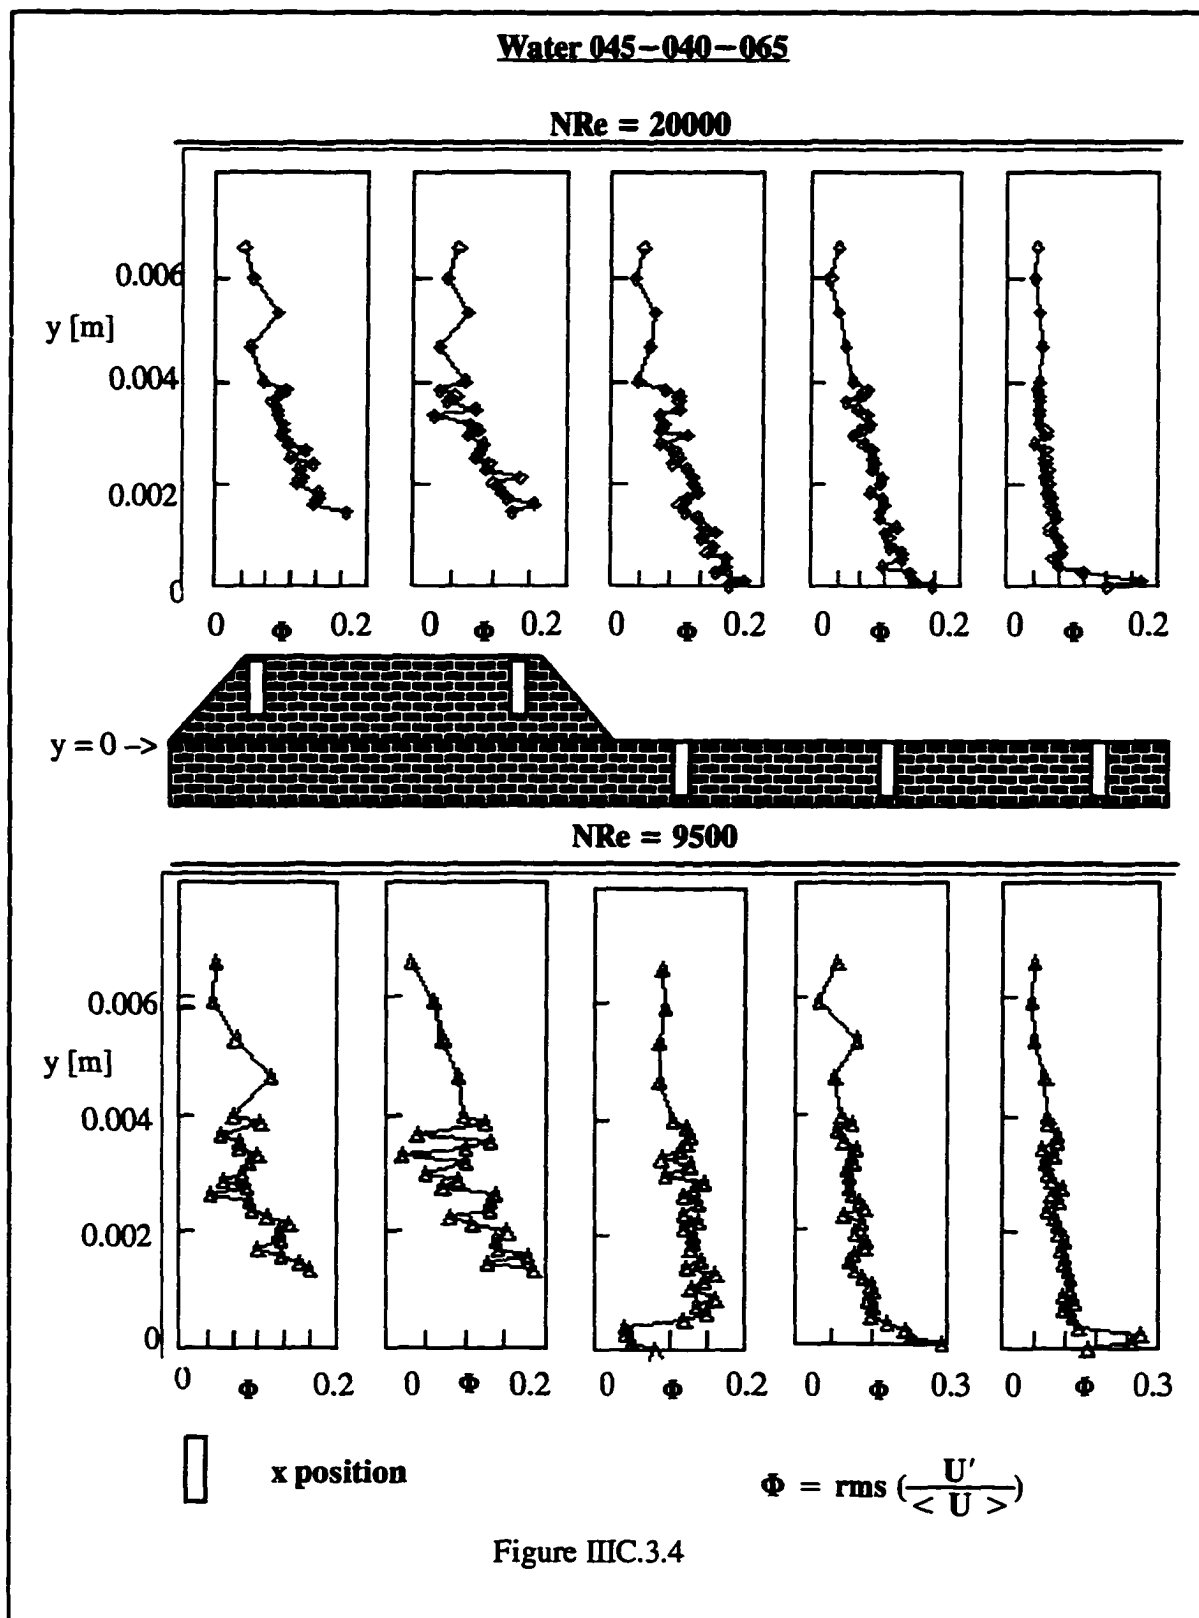 Water 045-040-065
NRe = 20000
0.006
y [m]
0.004
0.002
0
0 Φ 0.2 0 Φ 0.2 0 Φ 0.2 0 Φ 0.2 0 Φ 0.2
y = 0 ->
NRe = 9500
0.006
y [m]
0.004
0.002
0
0 Φ 0.2 0 Φ 0.2 0 Φ 0.2 0 Φ 0.3 0 Φ 0.3
x position
Φ = rms (U′ / < U >)
Figure IIIC.3.4